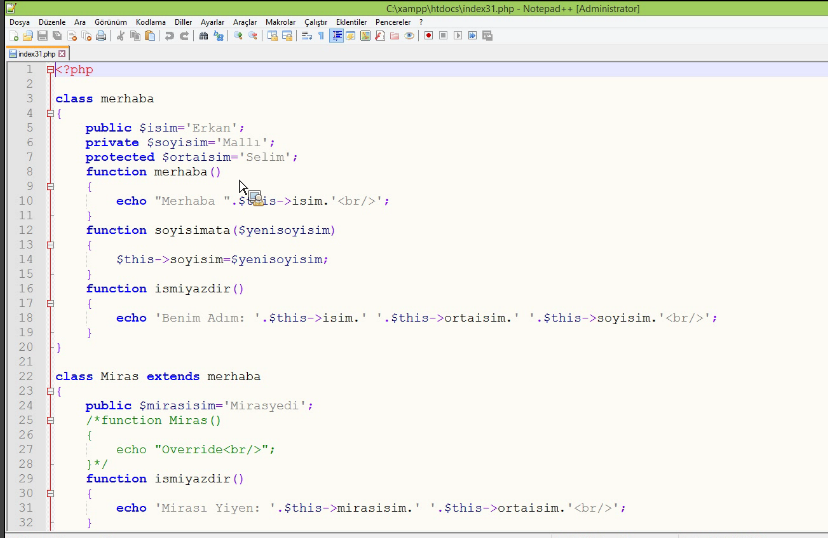 C:\xampp\htdocs\index31.php - Notepad++ [Administrator]
Dosya Düzenle Ara Görünüm Kodlama Diller Ayarlar Araçlar Makrolar Çalıştır Eklentiler Pencereler ?
index31.php
1 <?php
2
3 class merhaba
4 {
5 public $isim='Erkan';
6 private $soyisim='Mallı';
7 protected $ortaisim='Selim';
8 function merhaba()
9 {
10 echo "Merhaba ".$this->isim.'<br/>';
11 }
12 function soyisimata($yenisoyisim)
13 {
14 $this->soyisim=$yenisoyisim;
15 }
16 function ismiyazdir()
17 {
18 echo 'Benim Adım: '.$this->isim.' '.$this->ortaisim.' '.$this->soyisim.'<br/>';
19 }
20 }
21
22 class Miras extends merhaba
23 {
24 public $mirasisim='Mirasyedi';
25 /*function Miras()
26 {
27 echo "Override<br/>";
28 }*/
29 function ismiyazdir()
30 {
31 echo 'Mirası Yiyen: '.$this->mirasisim.' '.$this->ortaisim.'<br/>';
32 }